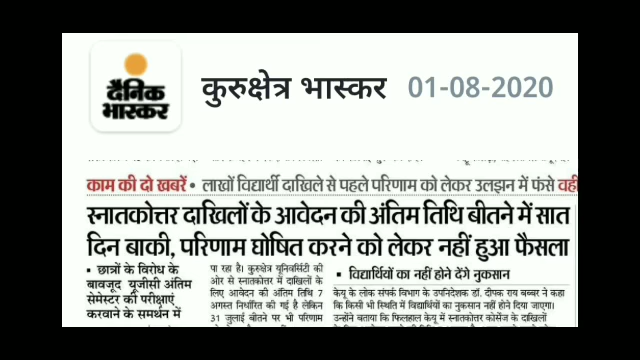 दैनिक
भास्कर
कुरुक्षेत्र भास्कर 01-08-2020
काम की दो खबरें • लाखों विद्यार्थी दाखिले से पहले परिणाम को लेकर उलझन में फंसे वहीं
स्नातकोत्तर दाखिलों के आवेदन की अंतिम तिथि बीतने में सात
दिन बाकी, परिणाम घोषित करने को लेकर नहीं हुआ फैसला
▪ छात्रों के विरोध के
बावजूद यूजीसी अंतिम
सेमेस्टर की परीक्षाएं
करवाने के समर्थन में
पा रहा है। कुरुक्षेत्र यूनिवर्सिटी की
ओर से स्नातकोत्तर में दाखिलों के
लिए आवेदन की अंतिम तिथि 7
अगस्त निर्धारित की गई है लेकिन
31 जुलाई बीतने पर भी परिणाम
▪ विद्यार्थियों का नहीं होने देंगे नुकसान
केयू के लोक संपर्क विभाग के उपनिदेशक डॉ. दीपक राय बब्बर ने कहा
कि किसी भी स्थिति में विद्यार्थियों का नुकसान नहीं होने दिया जाएगा।
उन्होंने बताया कि फिलहाल केयू में स्नातकोत्तर कोर्सेज के दाखिलों